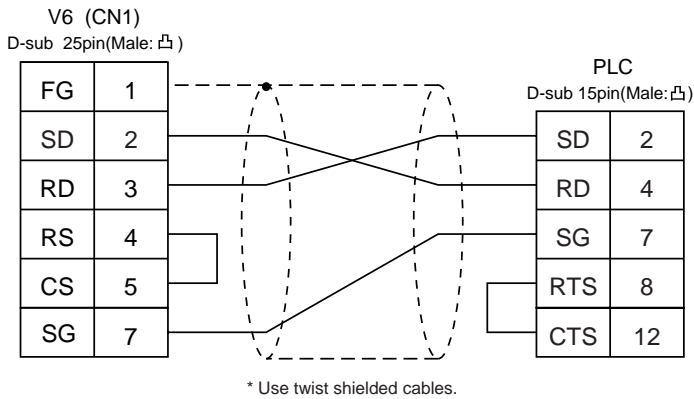 V6 (CN1)
D-sub 25pin(Male: 凸)
FG 1
SD 2
RD 3
RS 4
CS 5
SG 7
PLC
D-sub 15pin(Male:凸)
SD 2
RD 4
SG 7
RTS 8
CTS 12
* Use twist shielded cables.